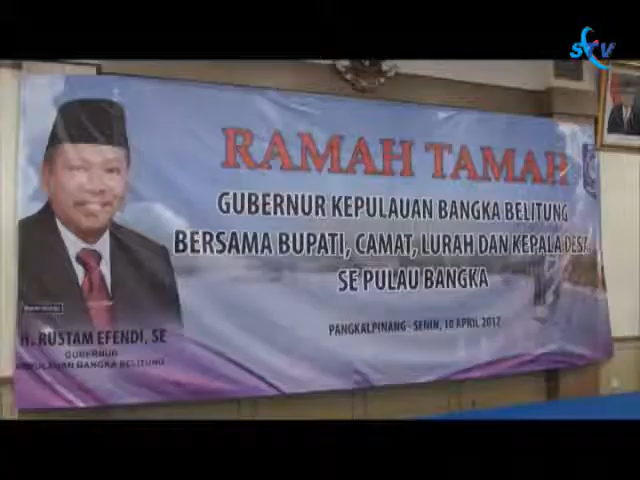 STV
RAMAH TAMAH
GUBERNUR KEPULAUAN BANGKA BELITUNG
BERSAMA BUPATI, CAMAT, LURAH DAN KEPALA DESA
SE PULAU BANGKA
PANGKALPINANG - SENIN, 10 APRIL 2017
H. RUSTAM EFENDI, SE
GUBERNUR
KEPULAUAN BANGKA BELITUNG